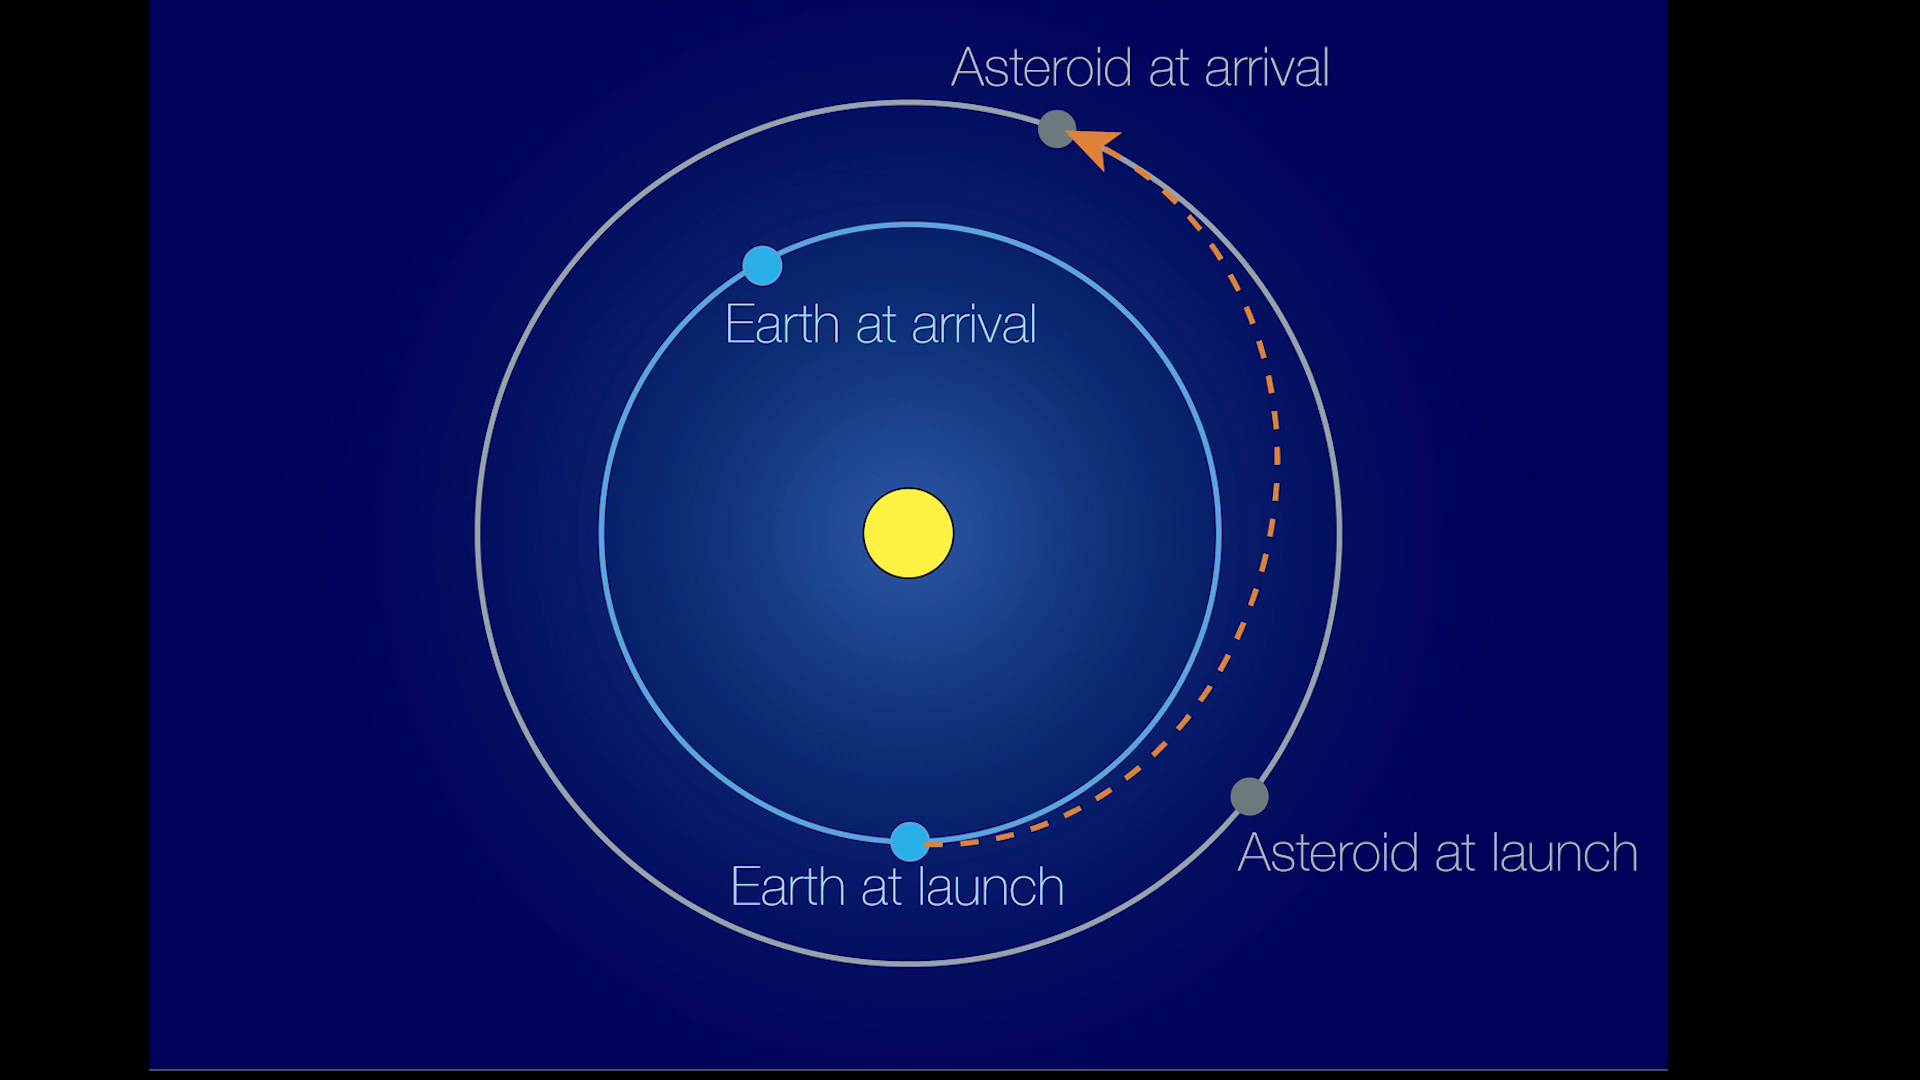 Asteroid at arrival
Earth at arrival
Asteroid at launch
Earth at launch